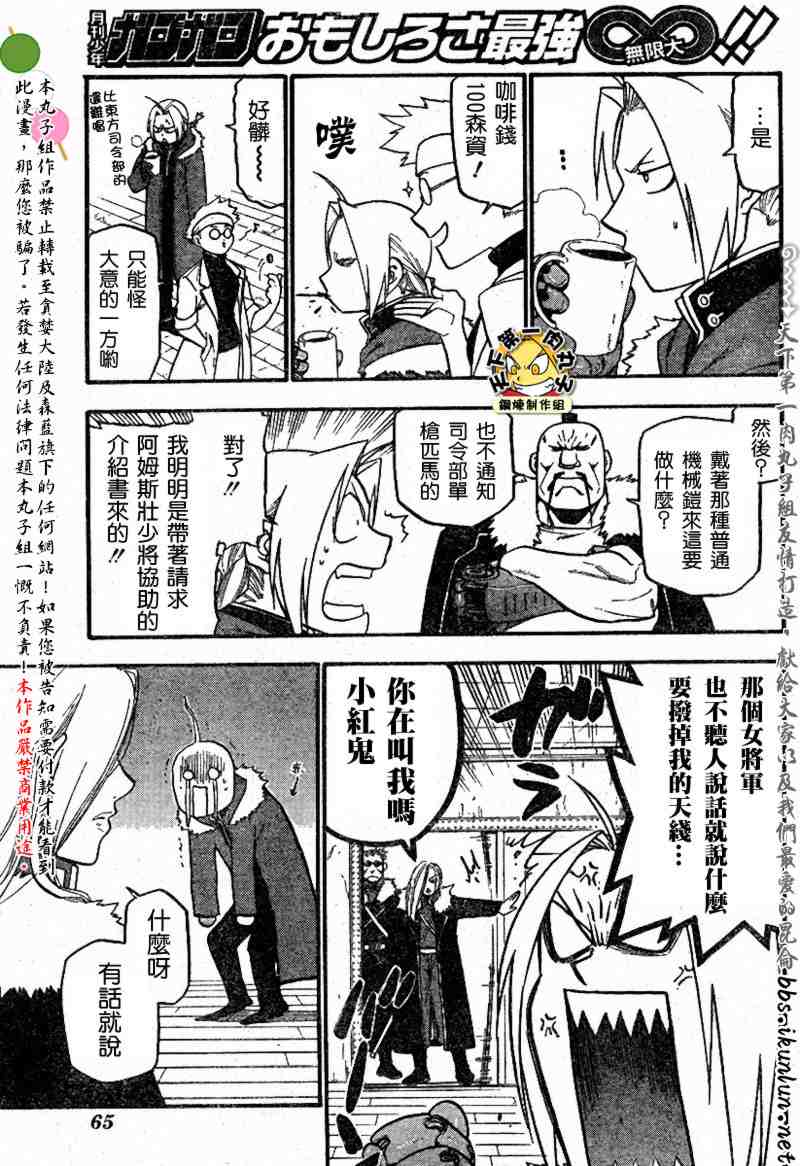 月刊少年
ガンガン
おもしろさ最強
無限大
!!
…是
咖啡錢
100森資!
噗
好髒~
比東方司令部的
還難喝
只能怪
大意的一方喲
然後?
戴著那種普通
機械鎧來這要
做什麼?
也不通知
司令部單
槍匹馬的
對了!!
我明明是帶著請求
阿姆斯壯少將協助的
介紹書來的!!
那個女將軍
也不聽人說話就說什麼
要撥掉我的天綫…
你在叫我嗎
小紅鬼
什麼呀
有話就說
65
天下第一肉丸子
鋼煉制作組
本丸子組作品禁止轉載至貪婪大陸及森藍旗下的任何網站!如果您被告知需要付款才能看到
此漫畫,那麼您被騙了。若發生任何法律問題本丸子組一慨不負責!本作品嚴禁商業用途。
天下第一肉丸子組友情打造,獻給大家以及我們最愛的昆侖
bbs.ikunlun.net